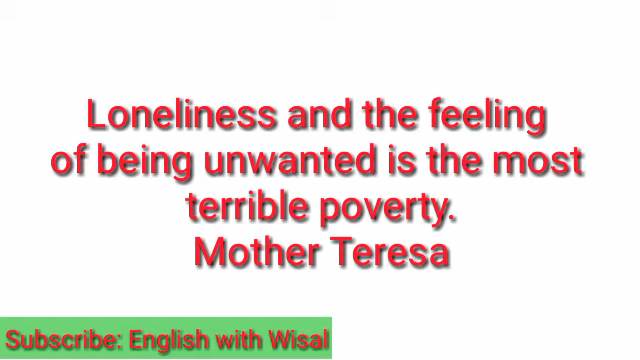 Loneliness and the feeling
of being unwanted is the most
terrible poverty.
Mother Teresa
Subscribe: English with Wisal